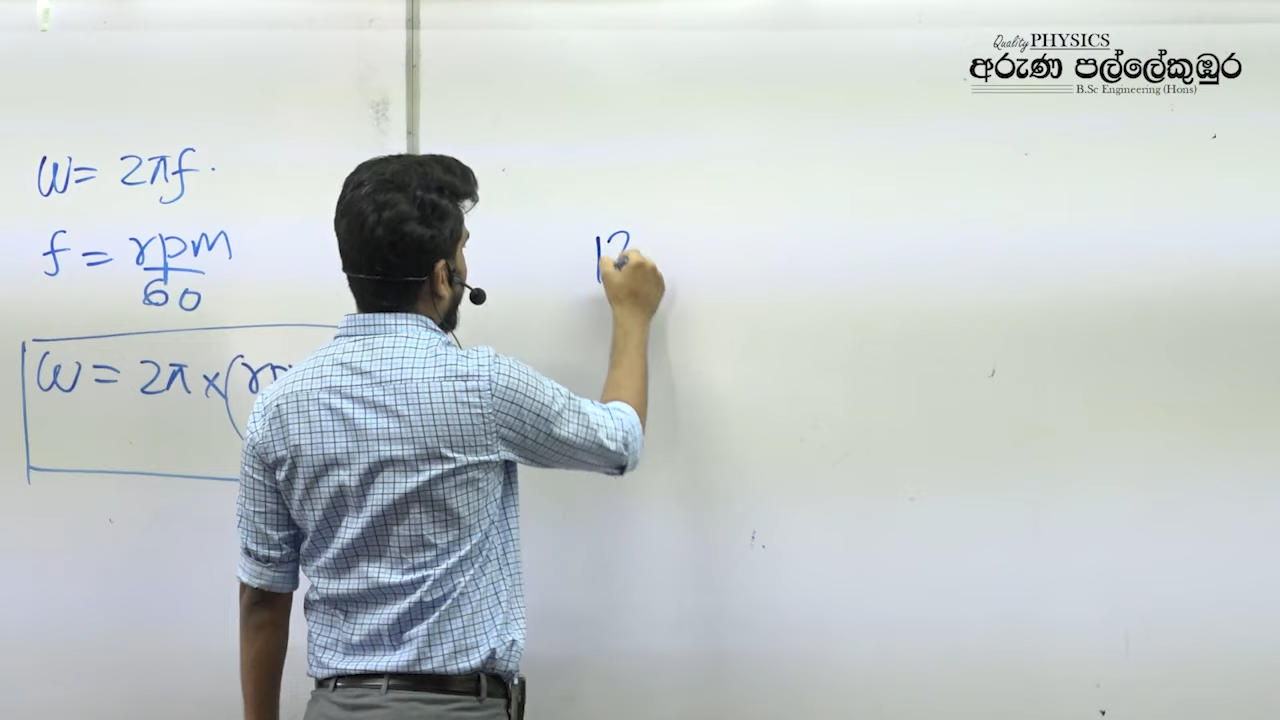 Quality PHYSICS
අරුණ පල්ලේකුඹුර
B.Sc Engineering (Hons)
ω = 2πf.
f = rpm
60
ω = 2π × (
12